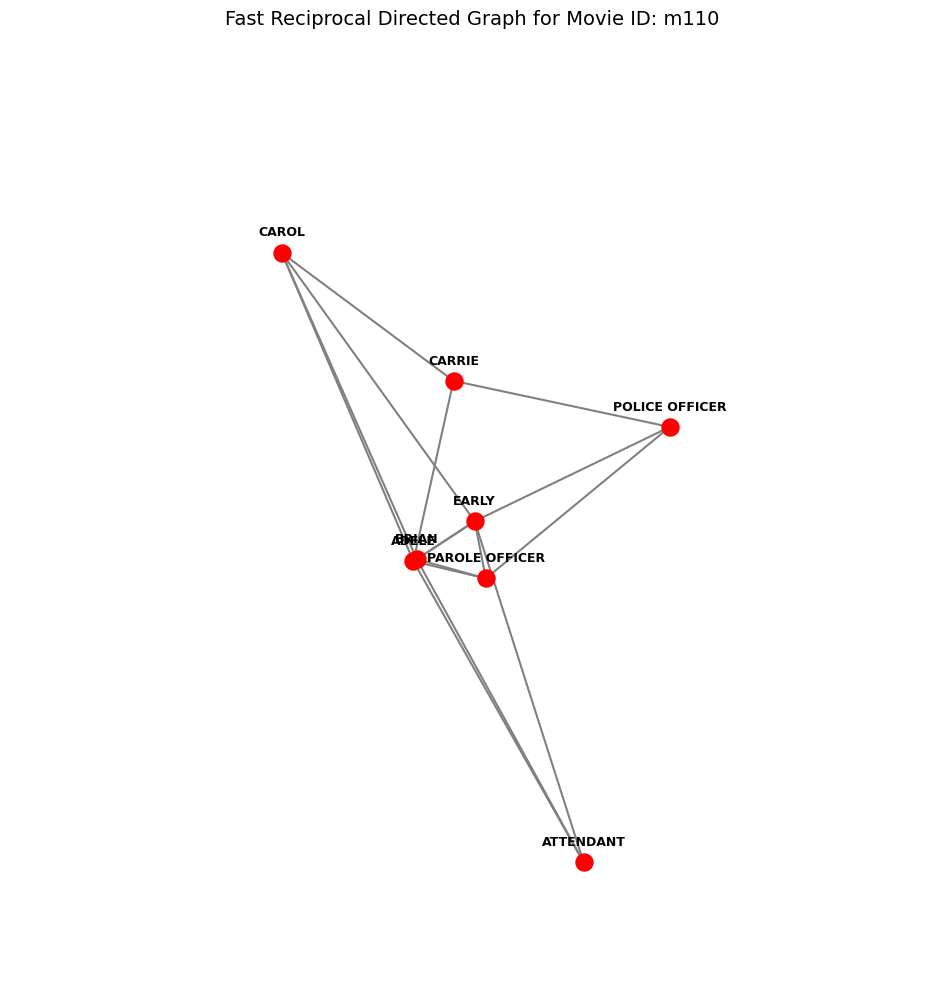 Fast Reciprocal Directed Graph for Movie ID: m110
CAROL
CARRIE
POLICE OFFICER
EARLY
BRIAN
ADELE
PAROLE OFFICER
ATTENDANT